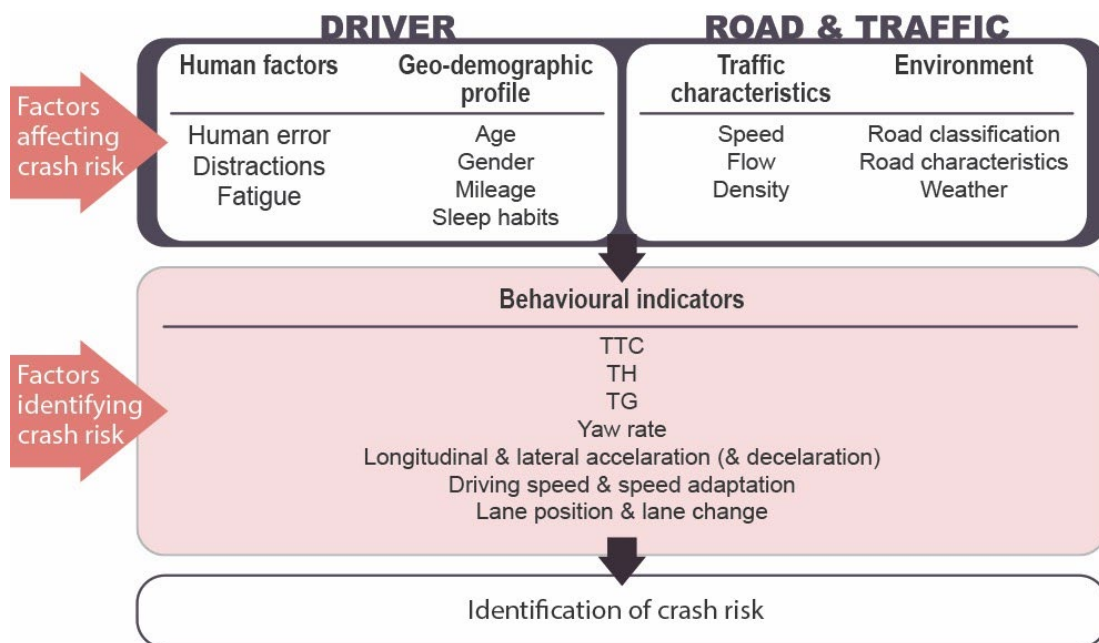 DRIVER
ROAD & TRAFFIC
Factors
affecting
crash risk
Human factors
Human error
Distractions
Fatigue
Geo-demographic
profile
Age
Gender
Mileage
Sleep habits
Traffic
characteristics
Speed
Flow
Density
Environment
Road classification
Road characteristics
Weather
Factors
identifying
crash risk
Behavioural indicators
TTC
TH
TG
Yaw rate
Longitudinal & lateral accelaration (& decelaration)
Driving speed & speed adaptation
Lane position & lane change
Identification of crash risk